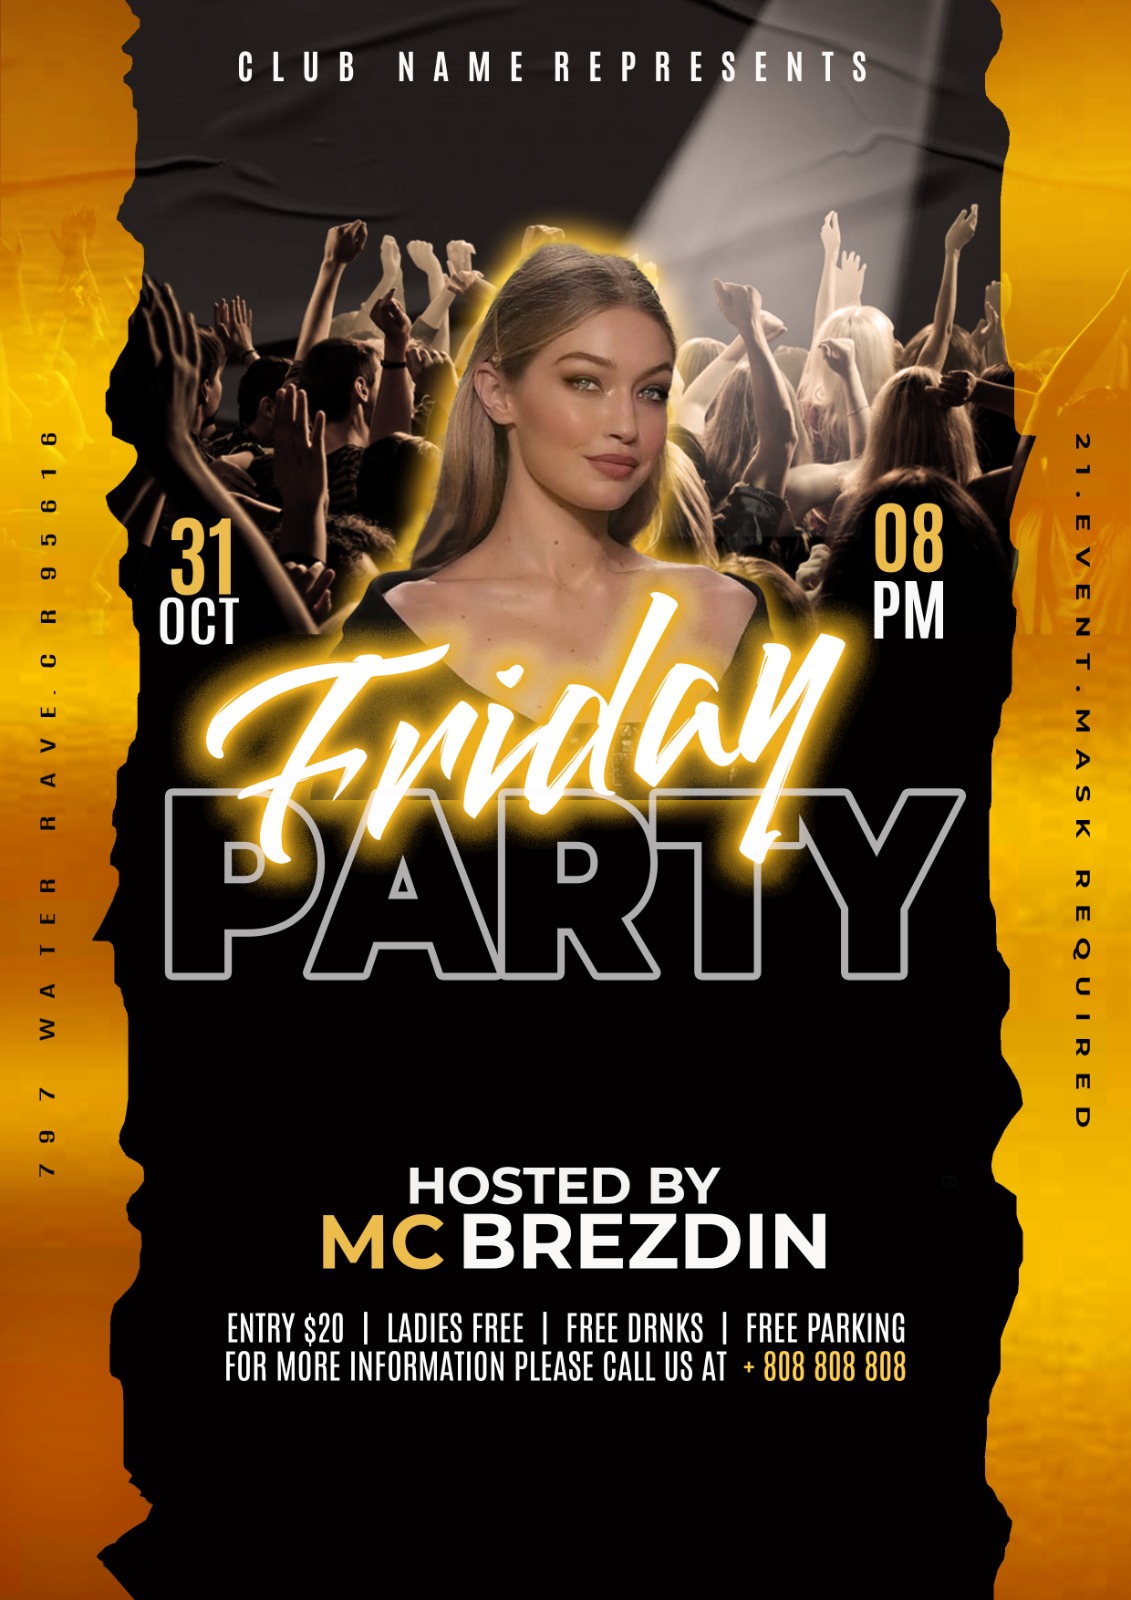 CLUB NAME REPRESENTS
31
OCT
08
PM
Friday
PARTY
HOSTED BY
MC BREZDIN
ENTRY $20 | LADIES FREE | FREE DRNKS | FREE PARKING
FOR MORE INFORMATION PLEASE CALL US AT + 808 808 808
797 WATER RAVE.CR95616
21.EVENT.MASK REQUIRED